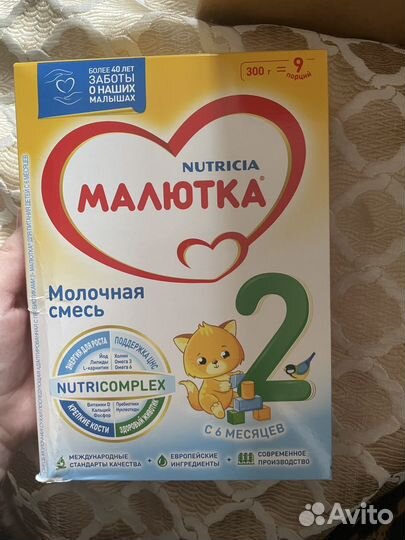 БОЛЕЕ 40 ЛЕТ
ЗАБОТЫ
О НАШИХ
МАЛЫШАХ
300 г = 9
порций
NUTRICIA
МАЛЮТКА®
Молочная
смесь
2
ЭНЕРГИЯ ДЛЯ РОСТА
ПОДДЕРЖКА ЦНС
Йод
Липиды
L-карнитин
Холин
Омега 3
Омега 6
NUTRICOMPLEX
Витамин D
Кальций
Фосфор
Пребиотики
Нуклеотиды
КРЕПКИЕ КОСТИ
ЗДОРОВЫЙ ЖИВОТИК
С 6 МЕСЯЦЕВ
МЕЖДУНАРОДНЫЕ
СТАНДАРТЫ КАЧЕСТВА
+
ЕВРОПЕЙСКИЕ
ИНГРЕДИЕНТЫ
+
СОВРЕМЕННОЕ
ПРОИЗВОДСТВО
Avito